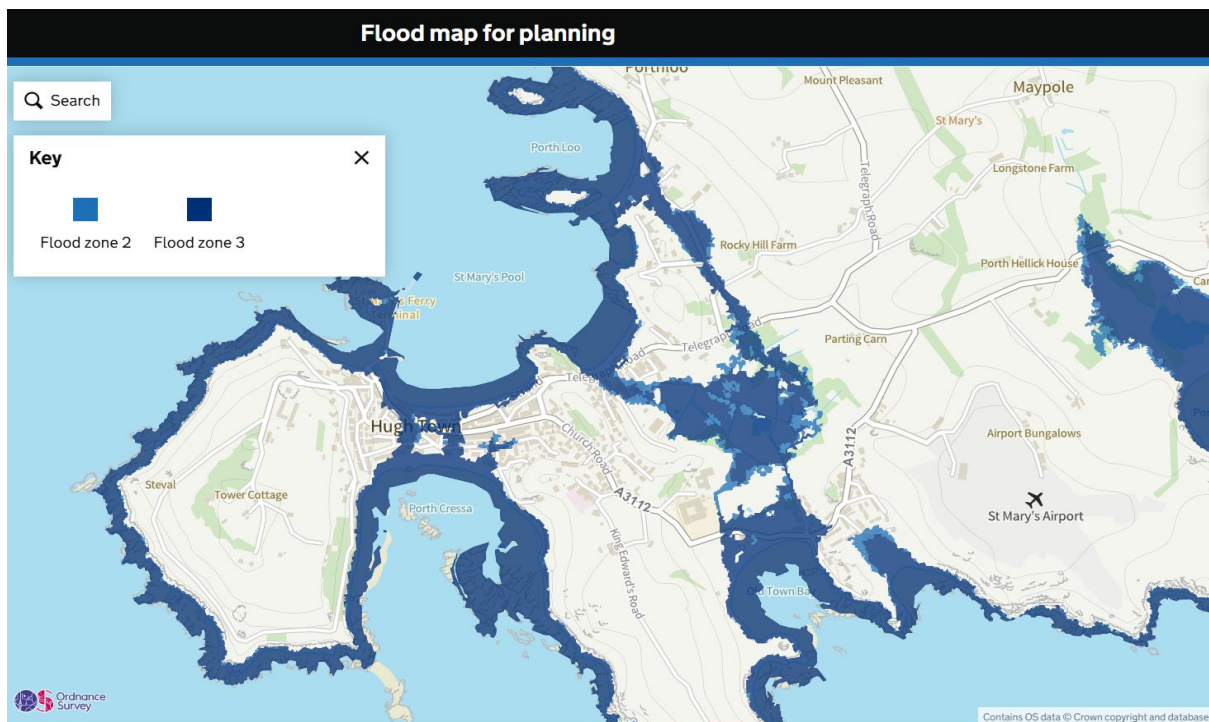 Flood map for planning
Search
Key
Flood zone 2 Flood zone 3
Porthloo
Mount Pleasant
Maypole
St Mary's
Porth Loo
Longstone Farm
Telegraph Road
Rocky Hill Farm
Porth Hellick House
St Mary's Pool
Ferry
Terminal
Telegraph Road
Parting Carn
Telegraph Road
Hugh Town
Church Road
A3112
Airport Bungalows
Steval
Tower Cottage
A3112
Porth Cressa
St Mary's Airport
King Edward's Road
Old Town Ba
Ordnance
Survey
Contains OS data © Crown copyright and database